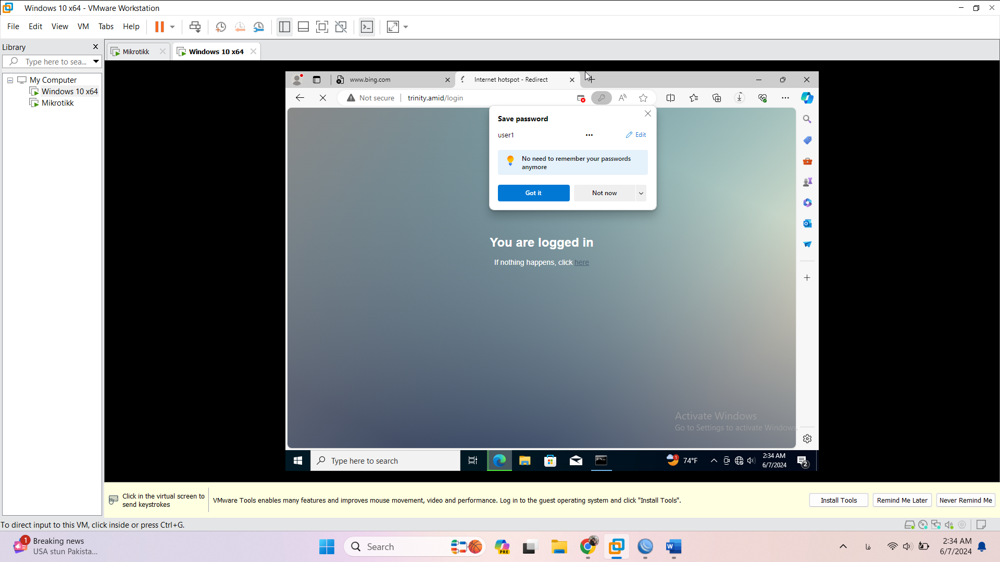 Windows 10 x64 - VMware Workstation
File Edit View VM Tabs Help
Library
Type here to sea...
My Computer
Windows 10 x64
Mikrotikk
Mikrotikk
Windows 10 x64
www.bing.com
Internet hotspot - Redirect
Not secure
trinity.amid/login
Save password
user1
Edit
No need to remember your passwords
anymore
Got it
Not now
You are logged in
If nothing happens, click here
Activate Windows
Go to Settings to activate Windows.
Type here to search
1
74°F
2:34 AM
6/7/2024
2
Click in the virtual screen to
send keystrokes
VMware Tools enables many features and improves mouse movement, video and performance. Log in to the guest operating system and click "Install Tools".
Install Tools
Remind Me Later
Never Remind Me
To direct input to this VM, click inside or press Ctrl+G.
1
Breaking news
USA stun Pakista...
Search
PRE
فا
2:34 AM
6/7/2024